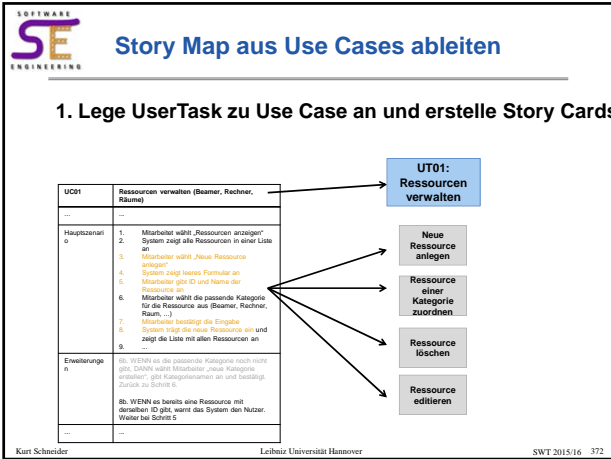 SOFTWARE
SE
ENGINEERING
Story Map aus Use Cases ableiten
1. Lege UserTask zu Use Case an und erstelle Story Cards
UC01 Ressourcen verwalten (Beamer, Rechner,
Räume)
... ...
Hauptszenari
o
1. Mitarbeitet wählt „Ressourcen anzeigen“
2. System zeigt alle Ressourcen in einer Liste
an
3. Mitarbeiter wählt „Neue Ressource
anlegen“
4. System zeigt leeres Formular an
5. Mitarbeiter gibt ID und Name der
Ressource an
6. Mitarbeiter wählt die passende Kategorie
für die Ressource aus (Beamer, Rechner,
Raum, ...)
7. Mitarbeiter bestätigt die Eingabe
8. System trägt die neue Ressource ein und
zeigt die Liste mit allen Ressourcen an
9. ...
Erweiterunge
n
6b. WENN es die passende Kategorie noch nicht
gibt, DANN wählt Mitarbeiter „neue Kategorie
erstellen“, gibt Kategorienamen an und bestätigt.
Zurück zu Schritt 6.
8b. WENN es bereits eine Ressource mit
derselben ID gibt, warnt das System den Nutzer.
Weiter bei Schritt 5
... ...
UT01:
Ressourcen
verwalten
Neue
Ressource
anlegen
Ressource
einer
Kategorie
zuordnen
Ressource
löschen
Ressource
editieren
Kurt Schneider Leibniz Universität Hannover SWT 2015/16 372